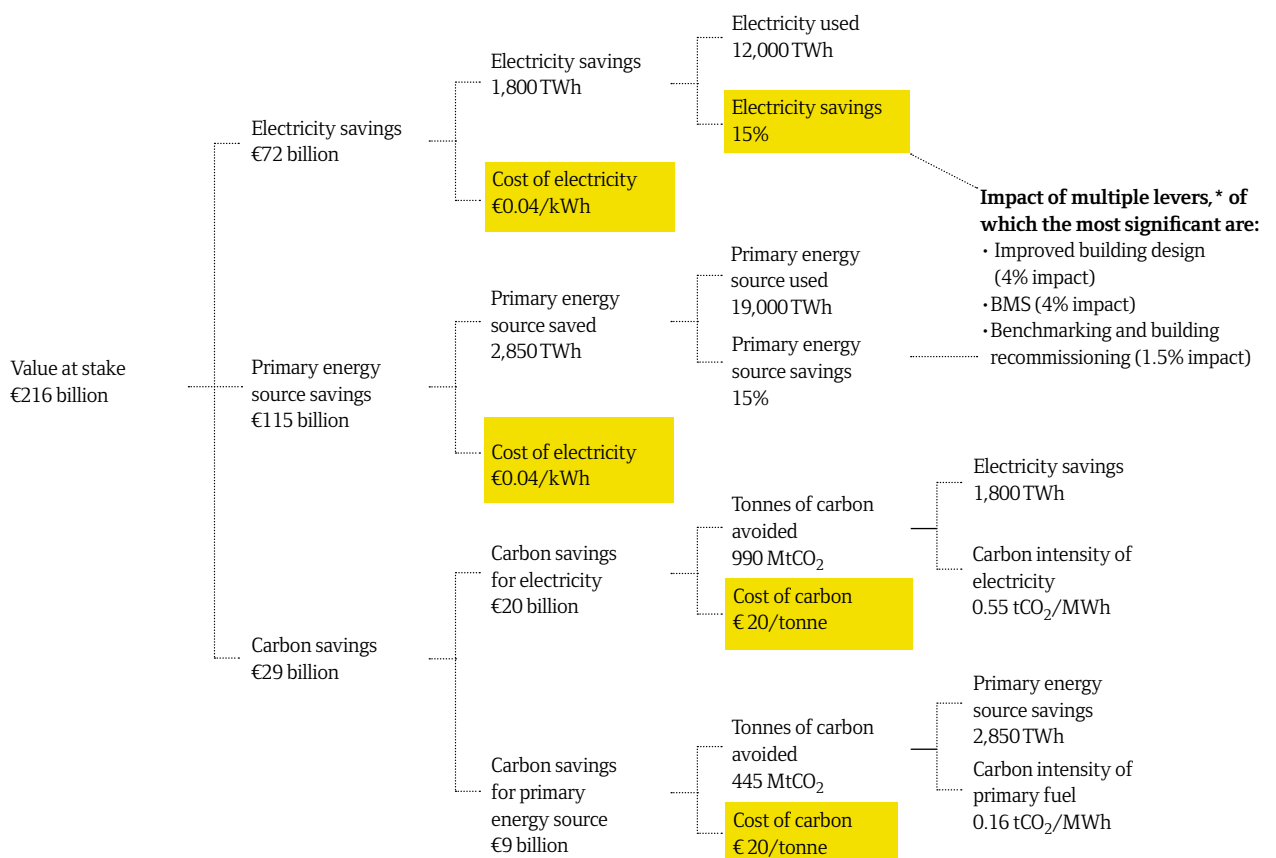 Value at stake
€216 billion
Electricity savings
€72 billion
Electricity savings
1,800 TWh
Electricity used
12,000 TWh
Electricity savings
15%
Cost of electricity
€0.04/kWh
Primary energy
source savings
€115 billion
Primary energy
source saved
2,850 TWh
Primary energy
source used
19,000 TWh
Primary energy
source savings
15%
Cost of electricity
€0.04/kWh
Impact of multiple levers,* of
which the most significant are:
· Improved building design
(4% impact)
· BMS (4% impact)
· Benchmarking and building
recommissioning (1.5% impact)
Carbon savings
€29 billion
Carbon savings
for electricity
€20 billion
Tonnes of carbon
avoided
990 MtCO2
Electricity savings
1,800 TWh
Carbon intensity of
electricity
0.55 tCO2/MWh
Cost of carbon
€ 20/tonne
Carbon savings
for primary
energy source
€9 billion
Tonnes of carbon
avoided
445 MtCO2
Primary energy
source savings
2,850 TWh
Carbon intensity of
primary fuel
0.16 tCO2/MWh
Cost of carbon
€ 20/tonne